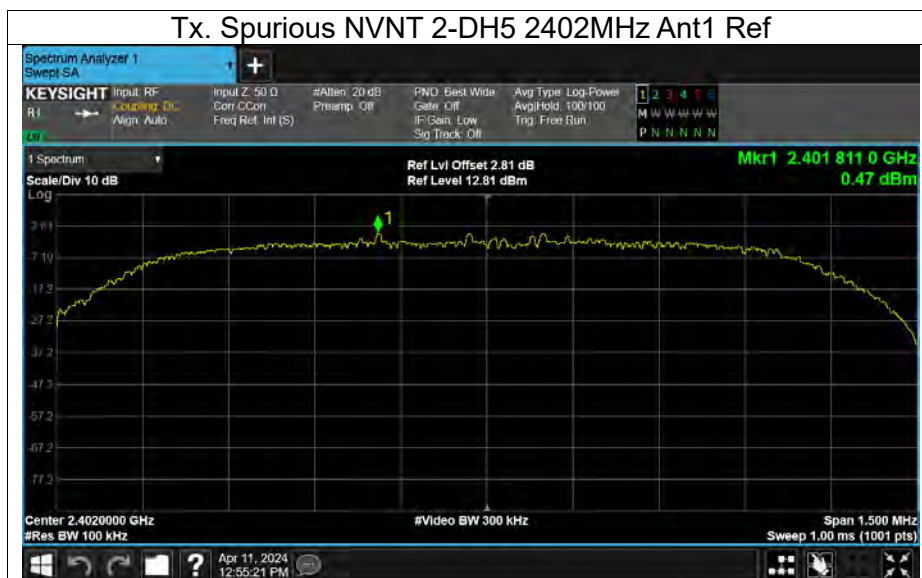 Tx. Spurious NVNT 2-DH5 2402MHz Ant1 Ref
Spectrum Analyzer 1
Swept SA
+
KEYSIGHT Input: RF Input Z: 50 Ω #Atten: 20 dB PNO: Best Wide Avg Type: Log-Power 1 2 3 4 5 6
R L Coupling: DC Corr CCorr Preamp: Off Gate: Off Avg|Hold: 100/100 M W W W W W
Align: Auto Freq Ref: Int (S) IF Gain: Low Trig: Free Run P N N N N N
Sig Track: Off
1 Spectrum
Ref Lvl Offset 2.81 dB
Mkr1 2.401 811 0 GHz
Scale/Div 10 dB
Ref Level 12.81 dBm
0.47 dBm
Log
1
2.81
-7.19
-17.2
-27.2
-37.2
-47.2
-57.2
-67.2
-77.2
Center 2.4020000 GHz
#Video BW 300 kHz
Span 1.500 MHz
#Res BW 100 kHz
Sweep 1.00 ms (1001 pts)
?
Apr 11, 2024
12:55:21 PM